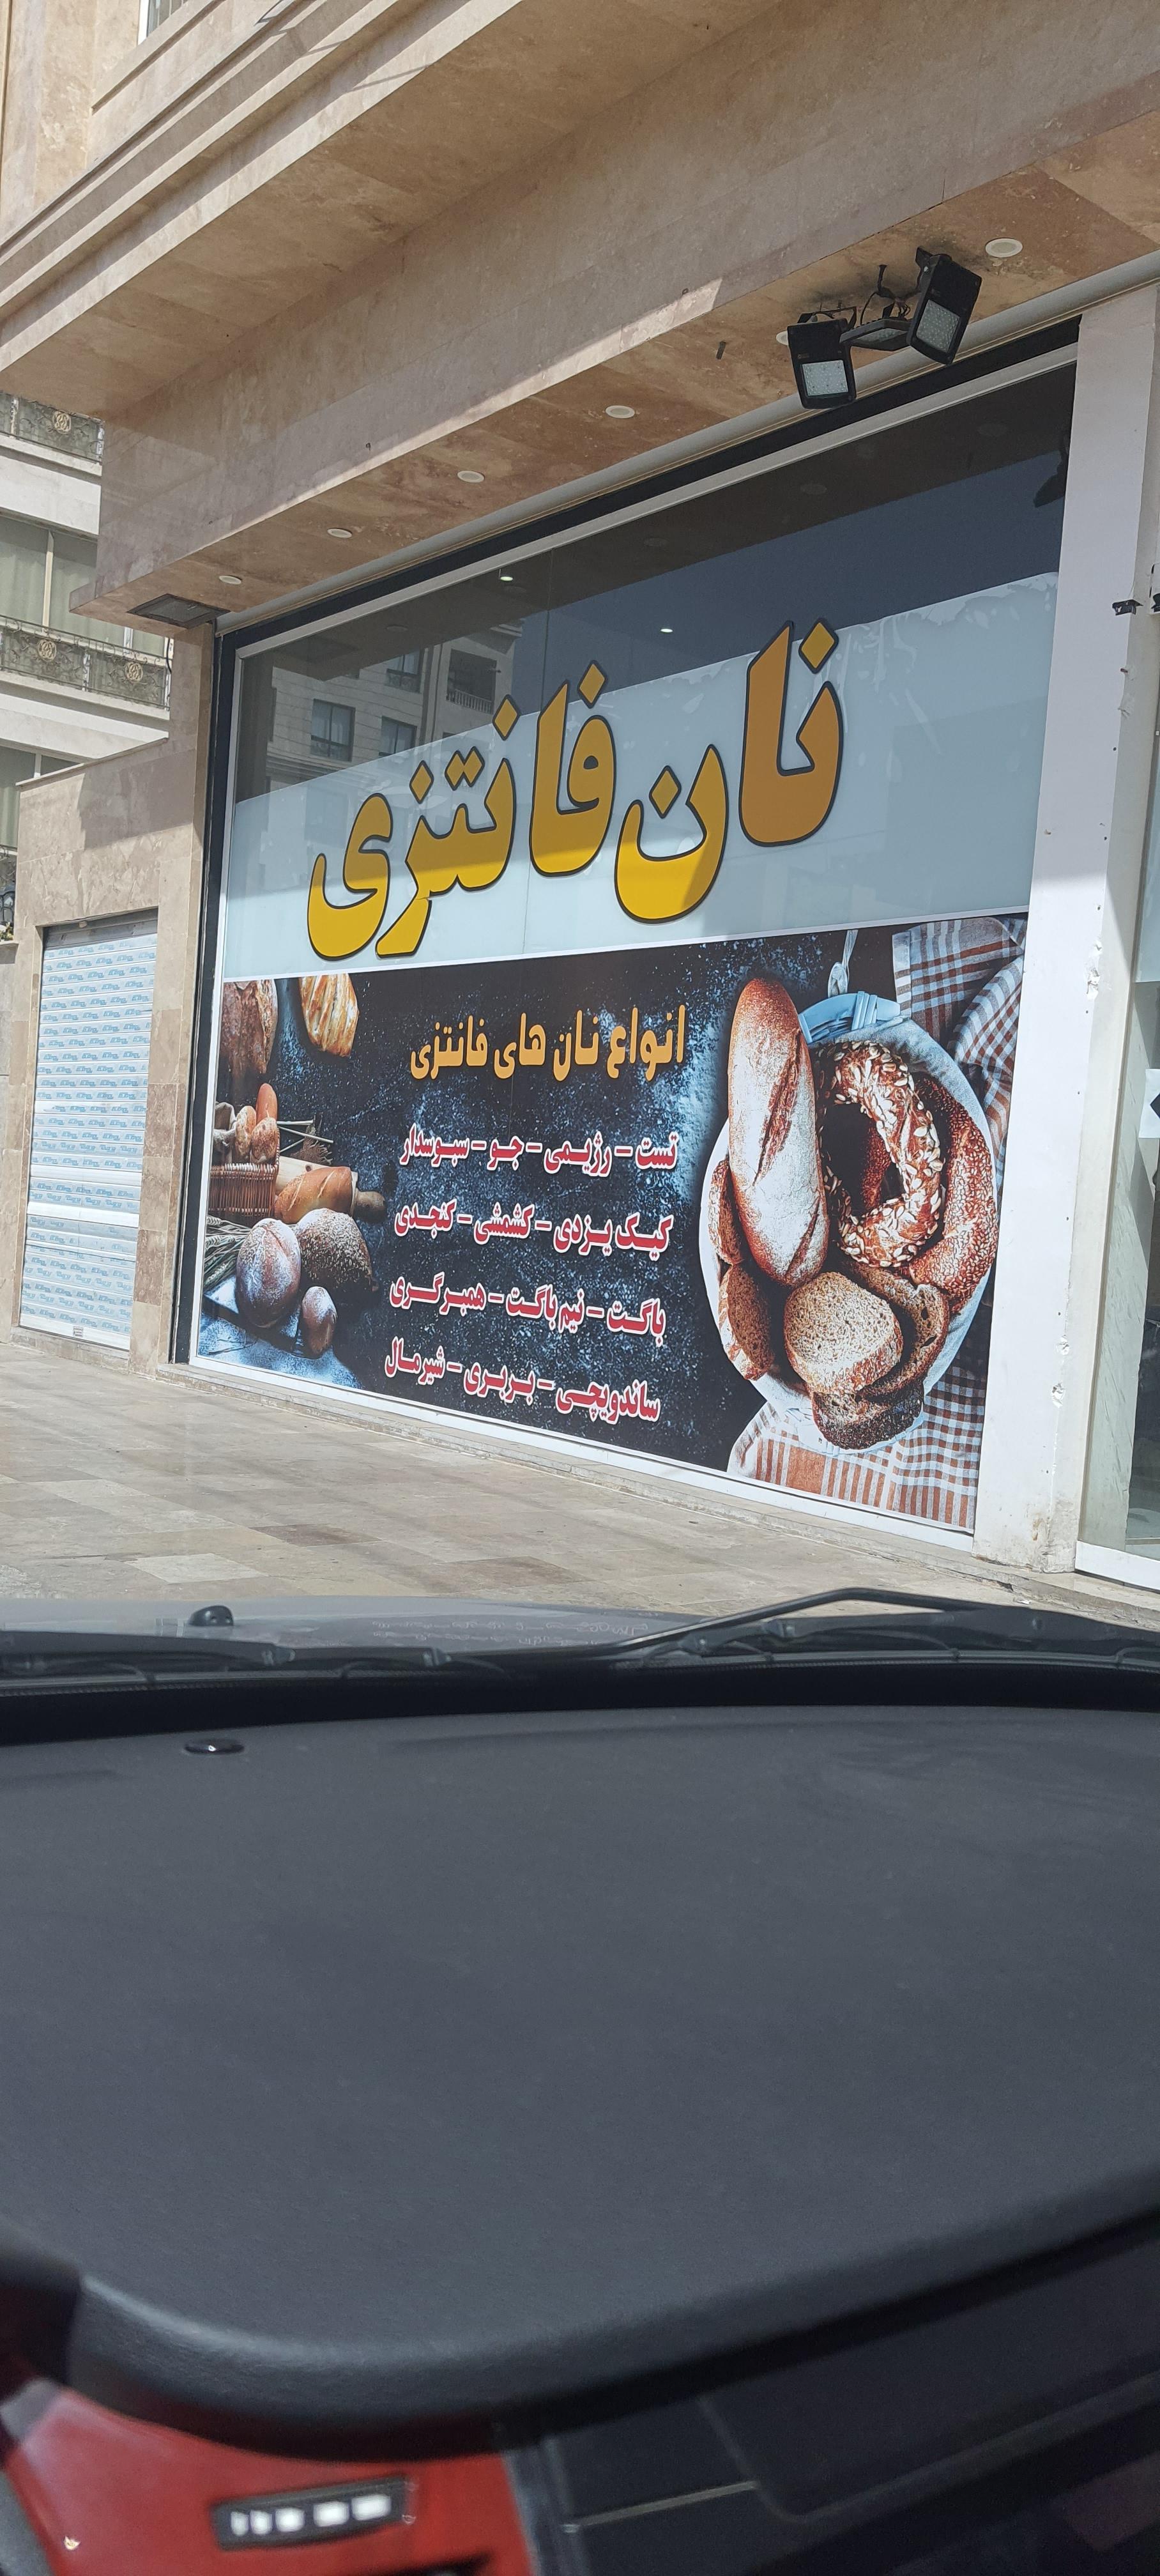 نان فانتزی
انواع نان های فانتزی
تست - رژیمی - جو - سبوسدار
کیک یزدی - کشمشی - کنجدی
باگت - نیم باگت - همبرگری
ساندویچی - بربری - شیرمال